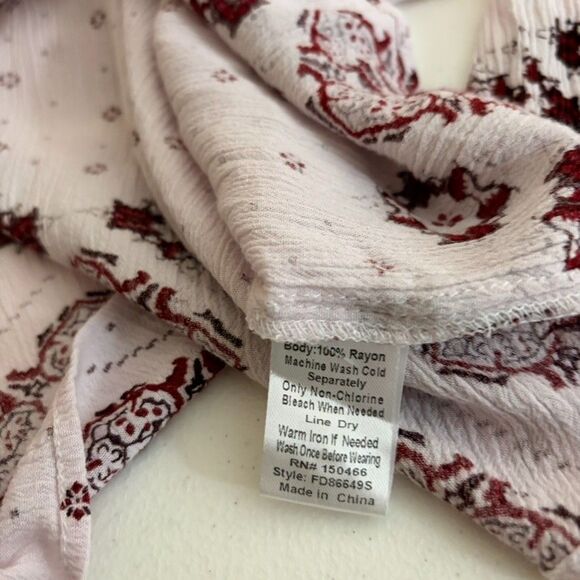 Body:100% Rayon
Machine Wash Cold
Separately
Only Non-Chlorine
Bleach When Needed
Line Dry
Warm Iron If Needed
Wash Once Before Wearing
RN# 150466
Style: FD86649S
Made in China